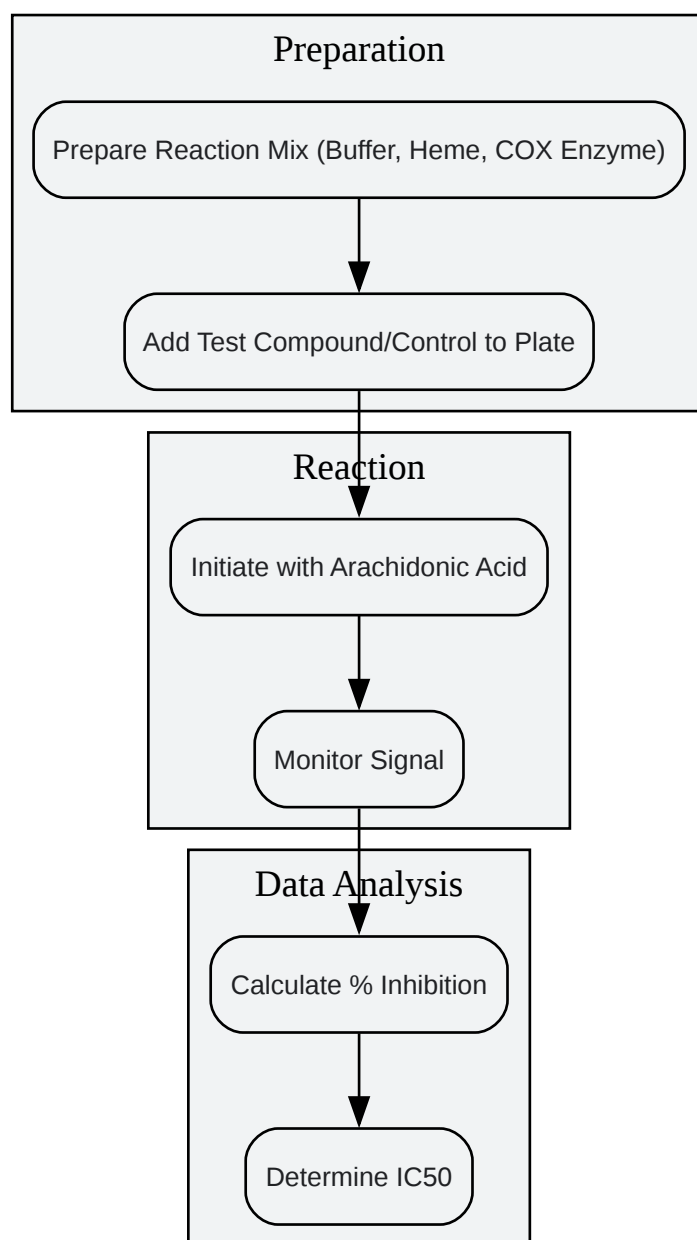 Preparation
Prepare Reaction Mix (Buffer, Heme, COX Enzyme)
Add Test Compound/Control to Plate
Reaction
Initiate with Arachidonic Acid
Monitor Signal
Data Analysis
Calculate % Inhibition
Determine IC50